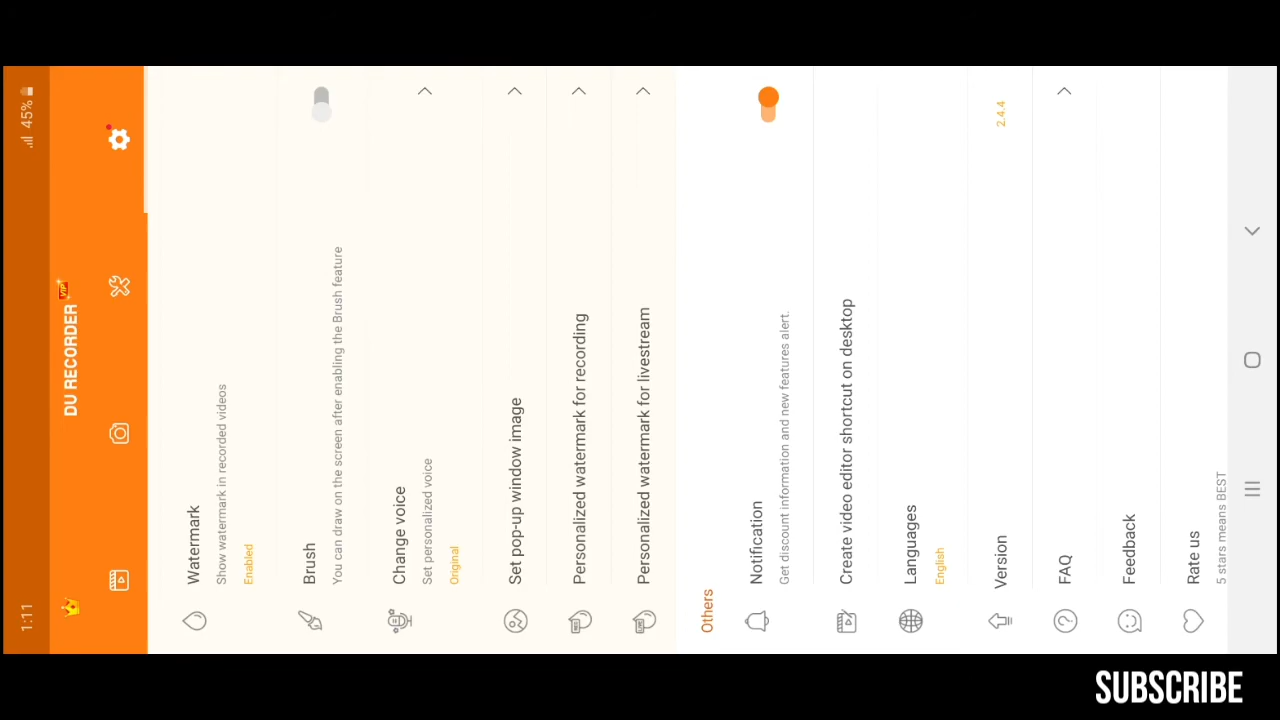 1:11
45%
DU RECORDER
VIP
Watermark
Show watermark in recorded videos
Enabled
Brush
You can draw on the screen after enabling the Brush feature
Change voice
Set personalized voice
Original
Set pop-up window image
Personalized watermark for recording
Personalized watermark for livestream
Others
Notification
Get discount information and new features alert.
Create video editor shortcut on desktop
Languages
English
Version
2.4.4
FAQ
Feedback
Rate us
5 stars means BEST
SUBSCRIBE